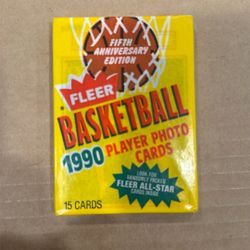 FIFTH
ANNIVERSARY
EDITION
FLEER
BASKETBALL
1990 PLAYER PHOTO
CARDS
LOOK FOR
RANDOMLY PACKED
FLEER ALL-STAR
CARDS INSIDE
15 CARDS